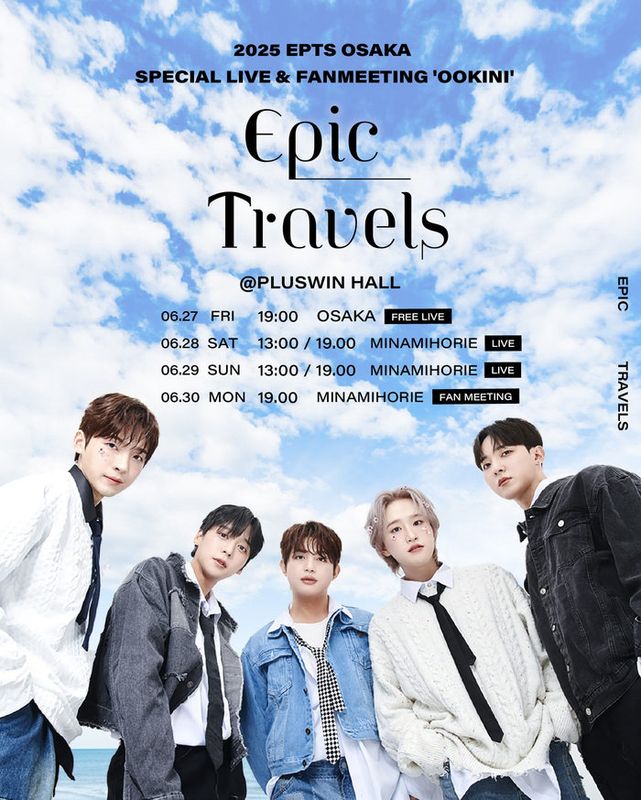 2025 EPTS OSAKA
SPECIAL LIVE & FANMEETING 'OOKINI'
Epic
Travels
@PLUSWIN HALL
06.27 FRI 19:00 OSAKA FREE LIVE
06.28 SAT 13:00 / 19.00 MINAMIHORIE LIVE
06.29 SUN 13:00 / 19.00 MINAMIHORIE LIVE
06.30 MON 19.00 MINAMIHORIE FAN MEETING
EPIC TRAVELS